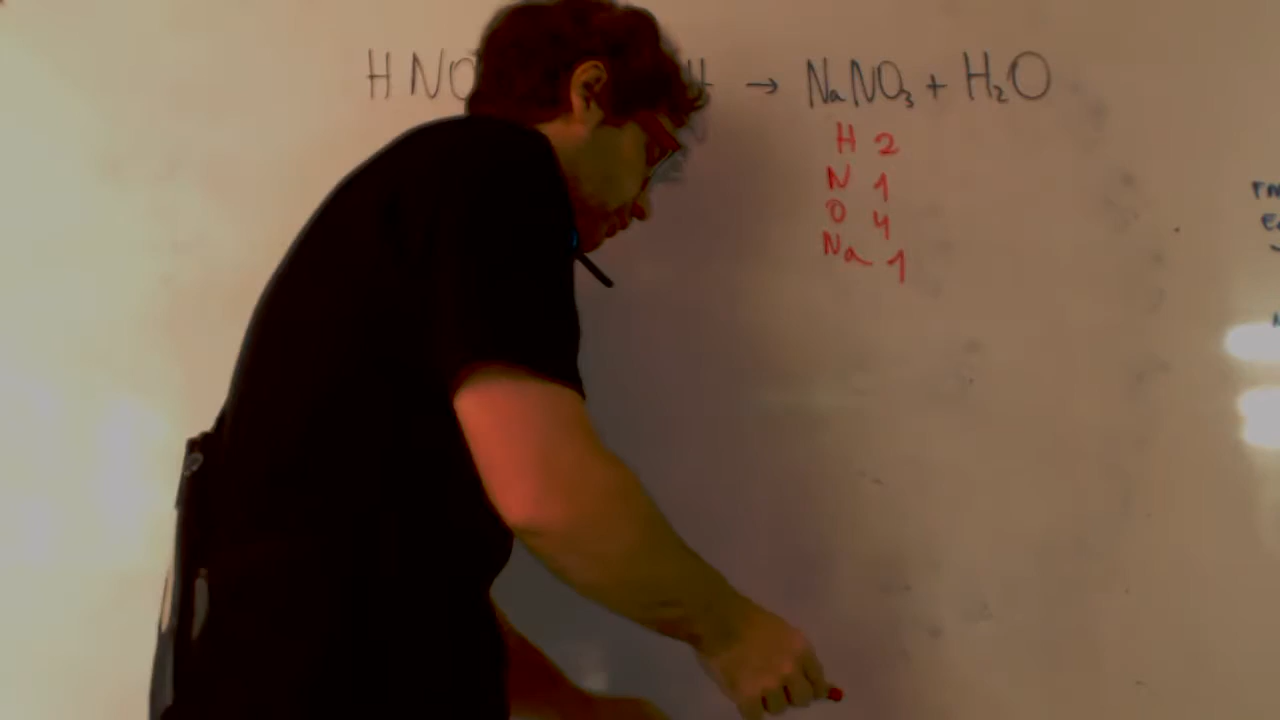 HNO H → NaNO₃ + H₂O
H 2
N 1
O 4
Na 1